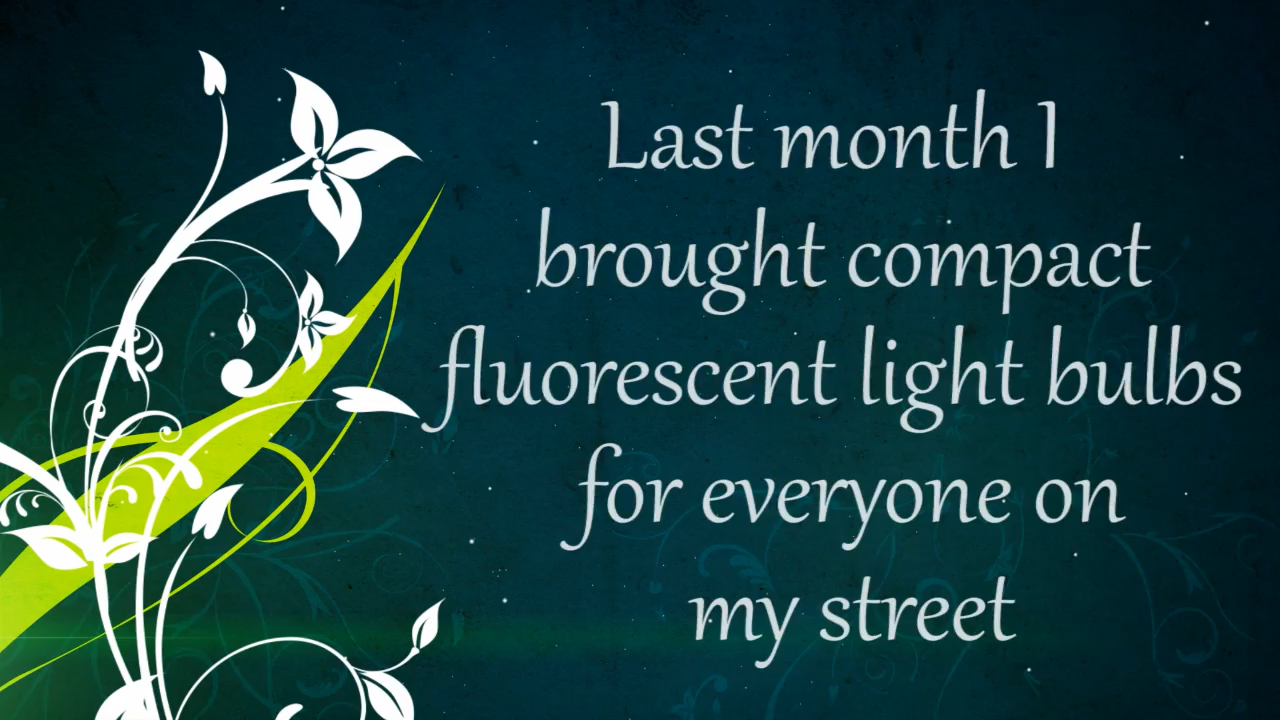 Last month I
brought compact
fluorescent light bulbs
for everyone on
my street